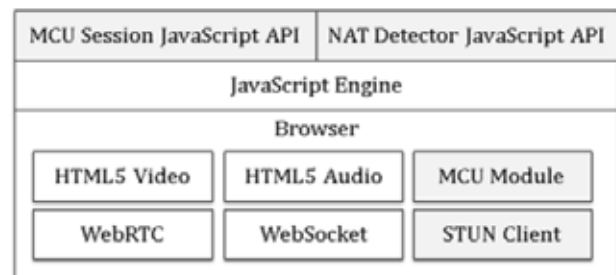 MCU Session JavaScript API NAT Detector JavaScript API
JavaScript Engine
Browser
HTML5 Video HTML5 Audio MCU Module
WebRTC WebSocket STUN Client